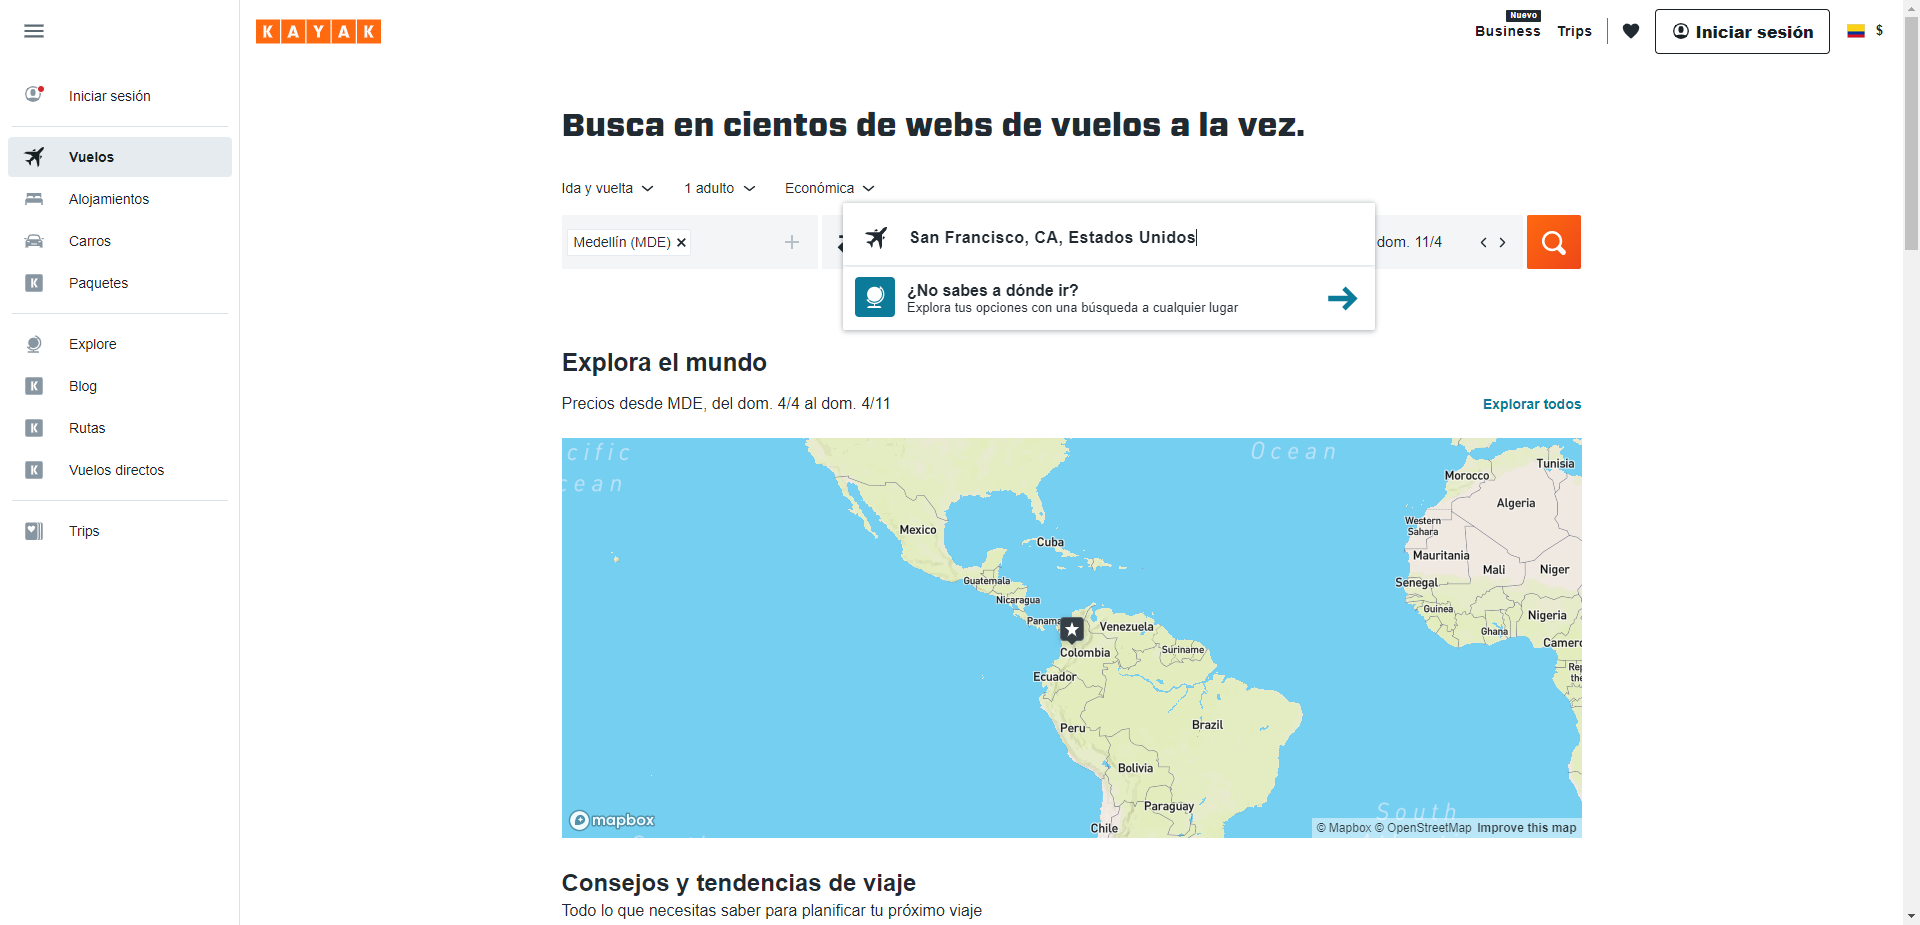 KAYAK
Nuevo
Business
Trips
Iniciar sesión
$
Iniciar sesión
Vuelos
Alojamientos
Carros
Paquetes
Explore
Blog
Rutas
Vuelos directos
Trips
Busca en cientos de webs de vuelos a la vez.
Ida y vuelta
1 adulto
Económica
Medellín (MDE)
San Francisco, CA, Estados Unidos
dom. 11/4
¿No sabes a dónde ir?
Explora tus opciones con una búsqueda a cualquier lugar
Explora el mundo
Precios desde MDE, del dom. 4/4 al dom. 4/11
Explorar todos
cific
cean
Ocean
Tunisia
Morocco
Algeria
Mexico
Western
Sahara
Cuba
Mauritania
Mali
Niger
Guatemala
Senegal
Nicaragua
Guinea
Nigeria
Panama
Venezuela
Ghana
Camerc
Colombia
Suriname
Rep
the
Ecuador
Peru
Brazil
Bolivia
Paraguay
South
Chile
mapbox
© Mapbox © OpenStreetMap Improve this map
Consejos y tendencias de viaje
Todo lo que necesitas saber para planificar tu próximo viaje